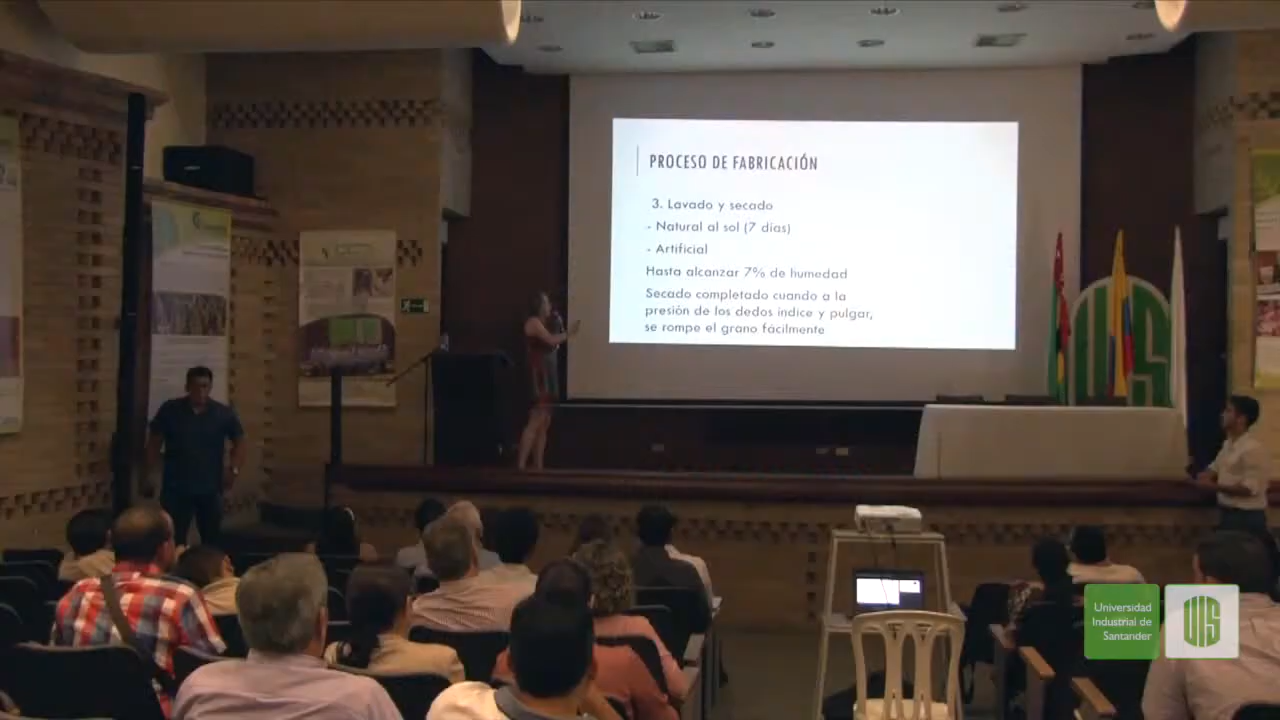 PROCESO DE FABRICACIÓN
3. Lavado y secado
- Natural al sol (7 días)
- Artificial
Hasta alcanzar 7% de humedad
Secado completado cuando a la
presión de los dedos índice y pulgar,
se rompe el grano fácilmente
UIS
Universidad
Industrial de
Santander
UIS